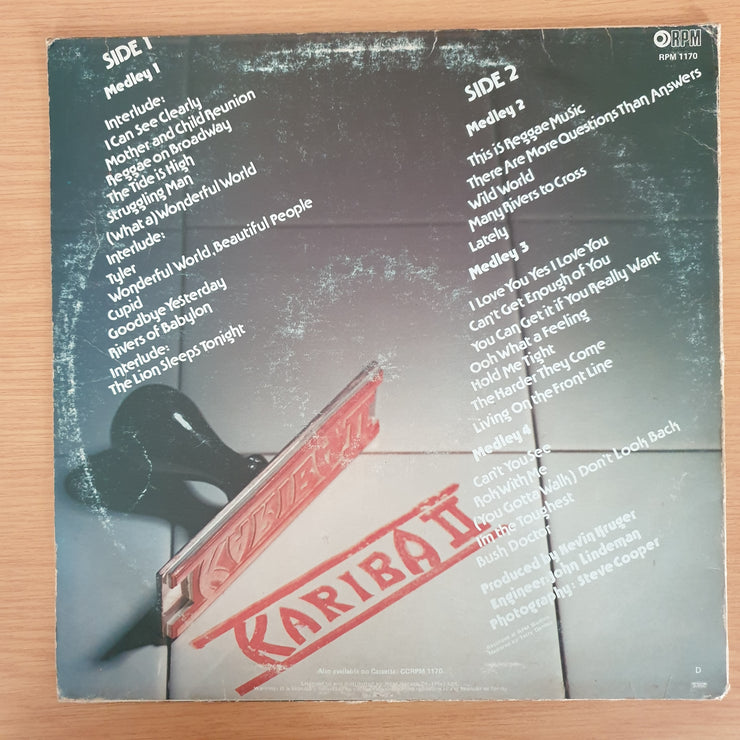 SIDE 1
Medley 1
Interlude:
I Can See Clearly
Mother and Child Reunion
Reggae on Broadway
The Tide is High
Struggling Man
(What a) Wonderful World
Interlude:
Tyler
Wonderful World, Beautiful People
Cupid
Goodbye Yesterday
Rivers of Babylon
Interlude:
The Lion Sleeps Tonight
RPM
RPM 1170
SIDE 2
Medley 2
This is Reggae Music
There Are More Questions Than Answers
Wild World
Many Rivers to Cross
Lately
Medley 3
I Love You Yes I Love You
Can't Get Enough of You
You Can Get it if You Really Want
Ooh What a Feeling
Hold Me Tight
The Harder They Come
Living On the Front Line
Medley 4
Can't You See
Rok With Me
(You Gotta Walk) Don't Look Back
I'm the Toughest
Bush Doctor
Produced by Kevin Kruger
Engineer: John Lindeman
Photography: Steve Cooper
KARIBA II
Also available on Cassette: CCRPM 1170
D